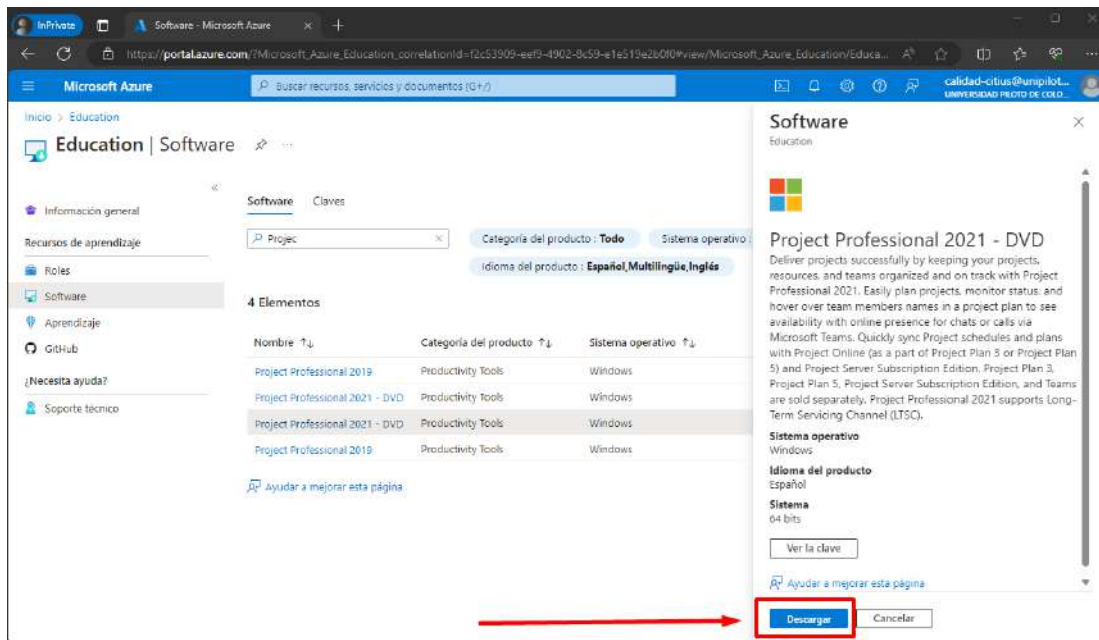 InPrivate
Software - Microsoft Azure
https://portal.azure.com/?Microsoft_Azure_Education_correlationId=f2c53909-eef9-4902-8c59-e1e519e2b0f0#view/Microsoft_Azure_Education/Educa...
Microsoft Azure
Buscar recursos, servicios y documentos (G+/)
calidad-citius@unipilot...
UNIVERSIDAD PILOTO DE COLO...
Inicio > Education
Education | Software
Información general
Recursos de aprendizaje
Roles
Software
Aprendizaje
GitHub
¿Necesita ayuda?
Soporte técnico
Software Claves
Projec
Categoría del producto : Todo
Sistema operativo :
Idioma del producto : Español,Multilingüe,Inglés
4 Elementos
Nombre ↑↓ Categoría del producto ↑↓ Sistema operativo ↑↓
Project Professional 2019 Productivity Tools Windows
Project Professional 2021 - DVD Productivity Tools Windows
Project Professional 2021 - DVD Productivity Tools Windows
Project Professional 2019 Productivity Tools Windows
Ayudar a mejorar esta página
Software
Education
Project Professional 2021 - DVD
Deliver projects successfully by keeping your projects,
resources, and teams organized and on track with Project
Professional 2021. Easily plan projects, monitor status, and
hover over team members names in a project plan to see
availability with online presence for chats or calls via
Microsoft Teams. Quickly sync Project schedules and plans
with Project Online (as a part of Project Plan 3 or Project Plan
5) and Project Server Subscription Edition. Project Plan 3,
Project Plan 5, Project Server Subscription Edition, and Teams
are sold separately. Project Professional 2021 supports Long-
Term Servicing Channel (LTSC).
Sistema operativo
Windows
Idioma del producto
Español
Sistema
64 bits
Ver la clave
Ayudar a mejorar esta página
Descargar
Cancelar